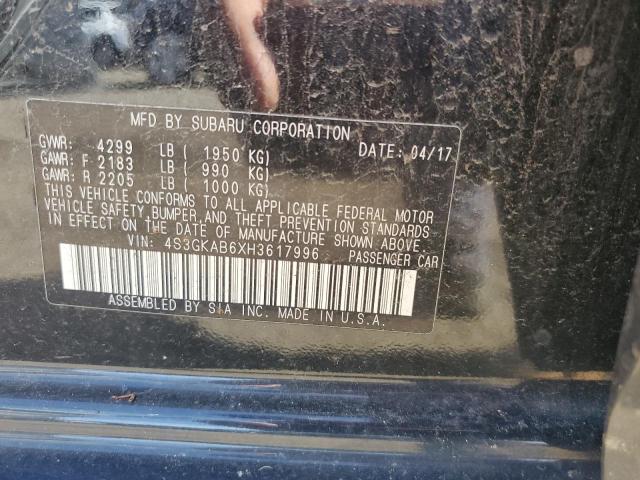 MFD BY SUBARU CORPORATION
GVWR: 4299 LB ( 1950 KG) DATE: 04/17
GAWR: F 2183 LB ( 990 KG)
GAWR: R 2205 LB ( 1000 KG)
THIS VEHICLE CONFORMS TO ALL APPLICABLE FEDERAL MOTOR
VEHICLE SAFETY, BUMPER, AND THEFT PREVENTION STANDARDS
IN EFFECT ON THE DATE OF MANUFACTURE SHOWN ABOVE.
4S3GKAB6XH3617996 PASSENGER CAR
ASSEMBLED BY SIA INC. MADE IN U.S.A.